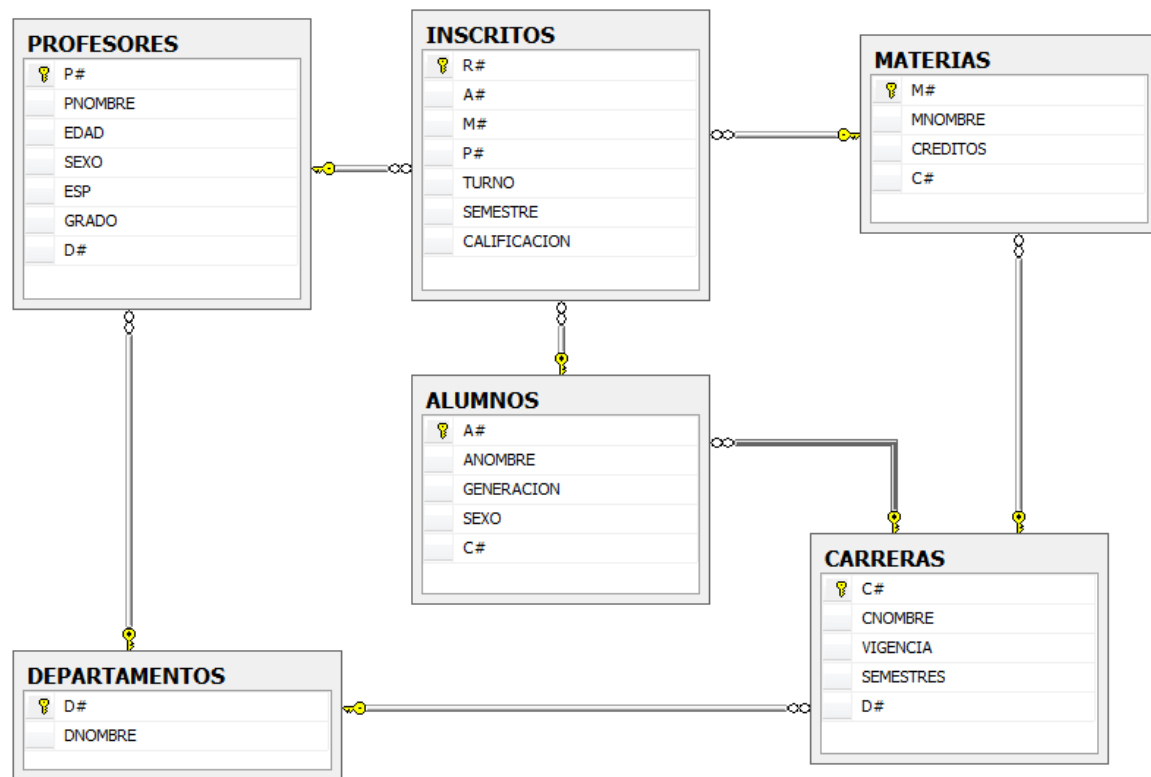 PROFESORES
P#
PNOMBRE
EDAD
SEXO
ESP
GRADO
D#
INSCRITOS
R#
A#
M#
P#
TURNO
SEMESTRE
CALIFICACION
MATERIAS
M#
MNOMBRE
CREDITOS
C#
ALUMNOS
A#
ANOMBRE
GENERACION
SEXO
C#
CARRERAS
C#
CNOMBRE
VIGENCIA
SEMESTRES
D#
DEPARTAMENTOS
D#
DNOMBRE